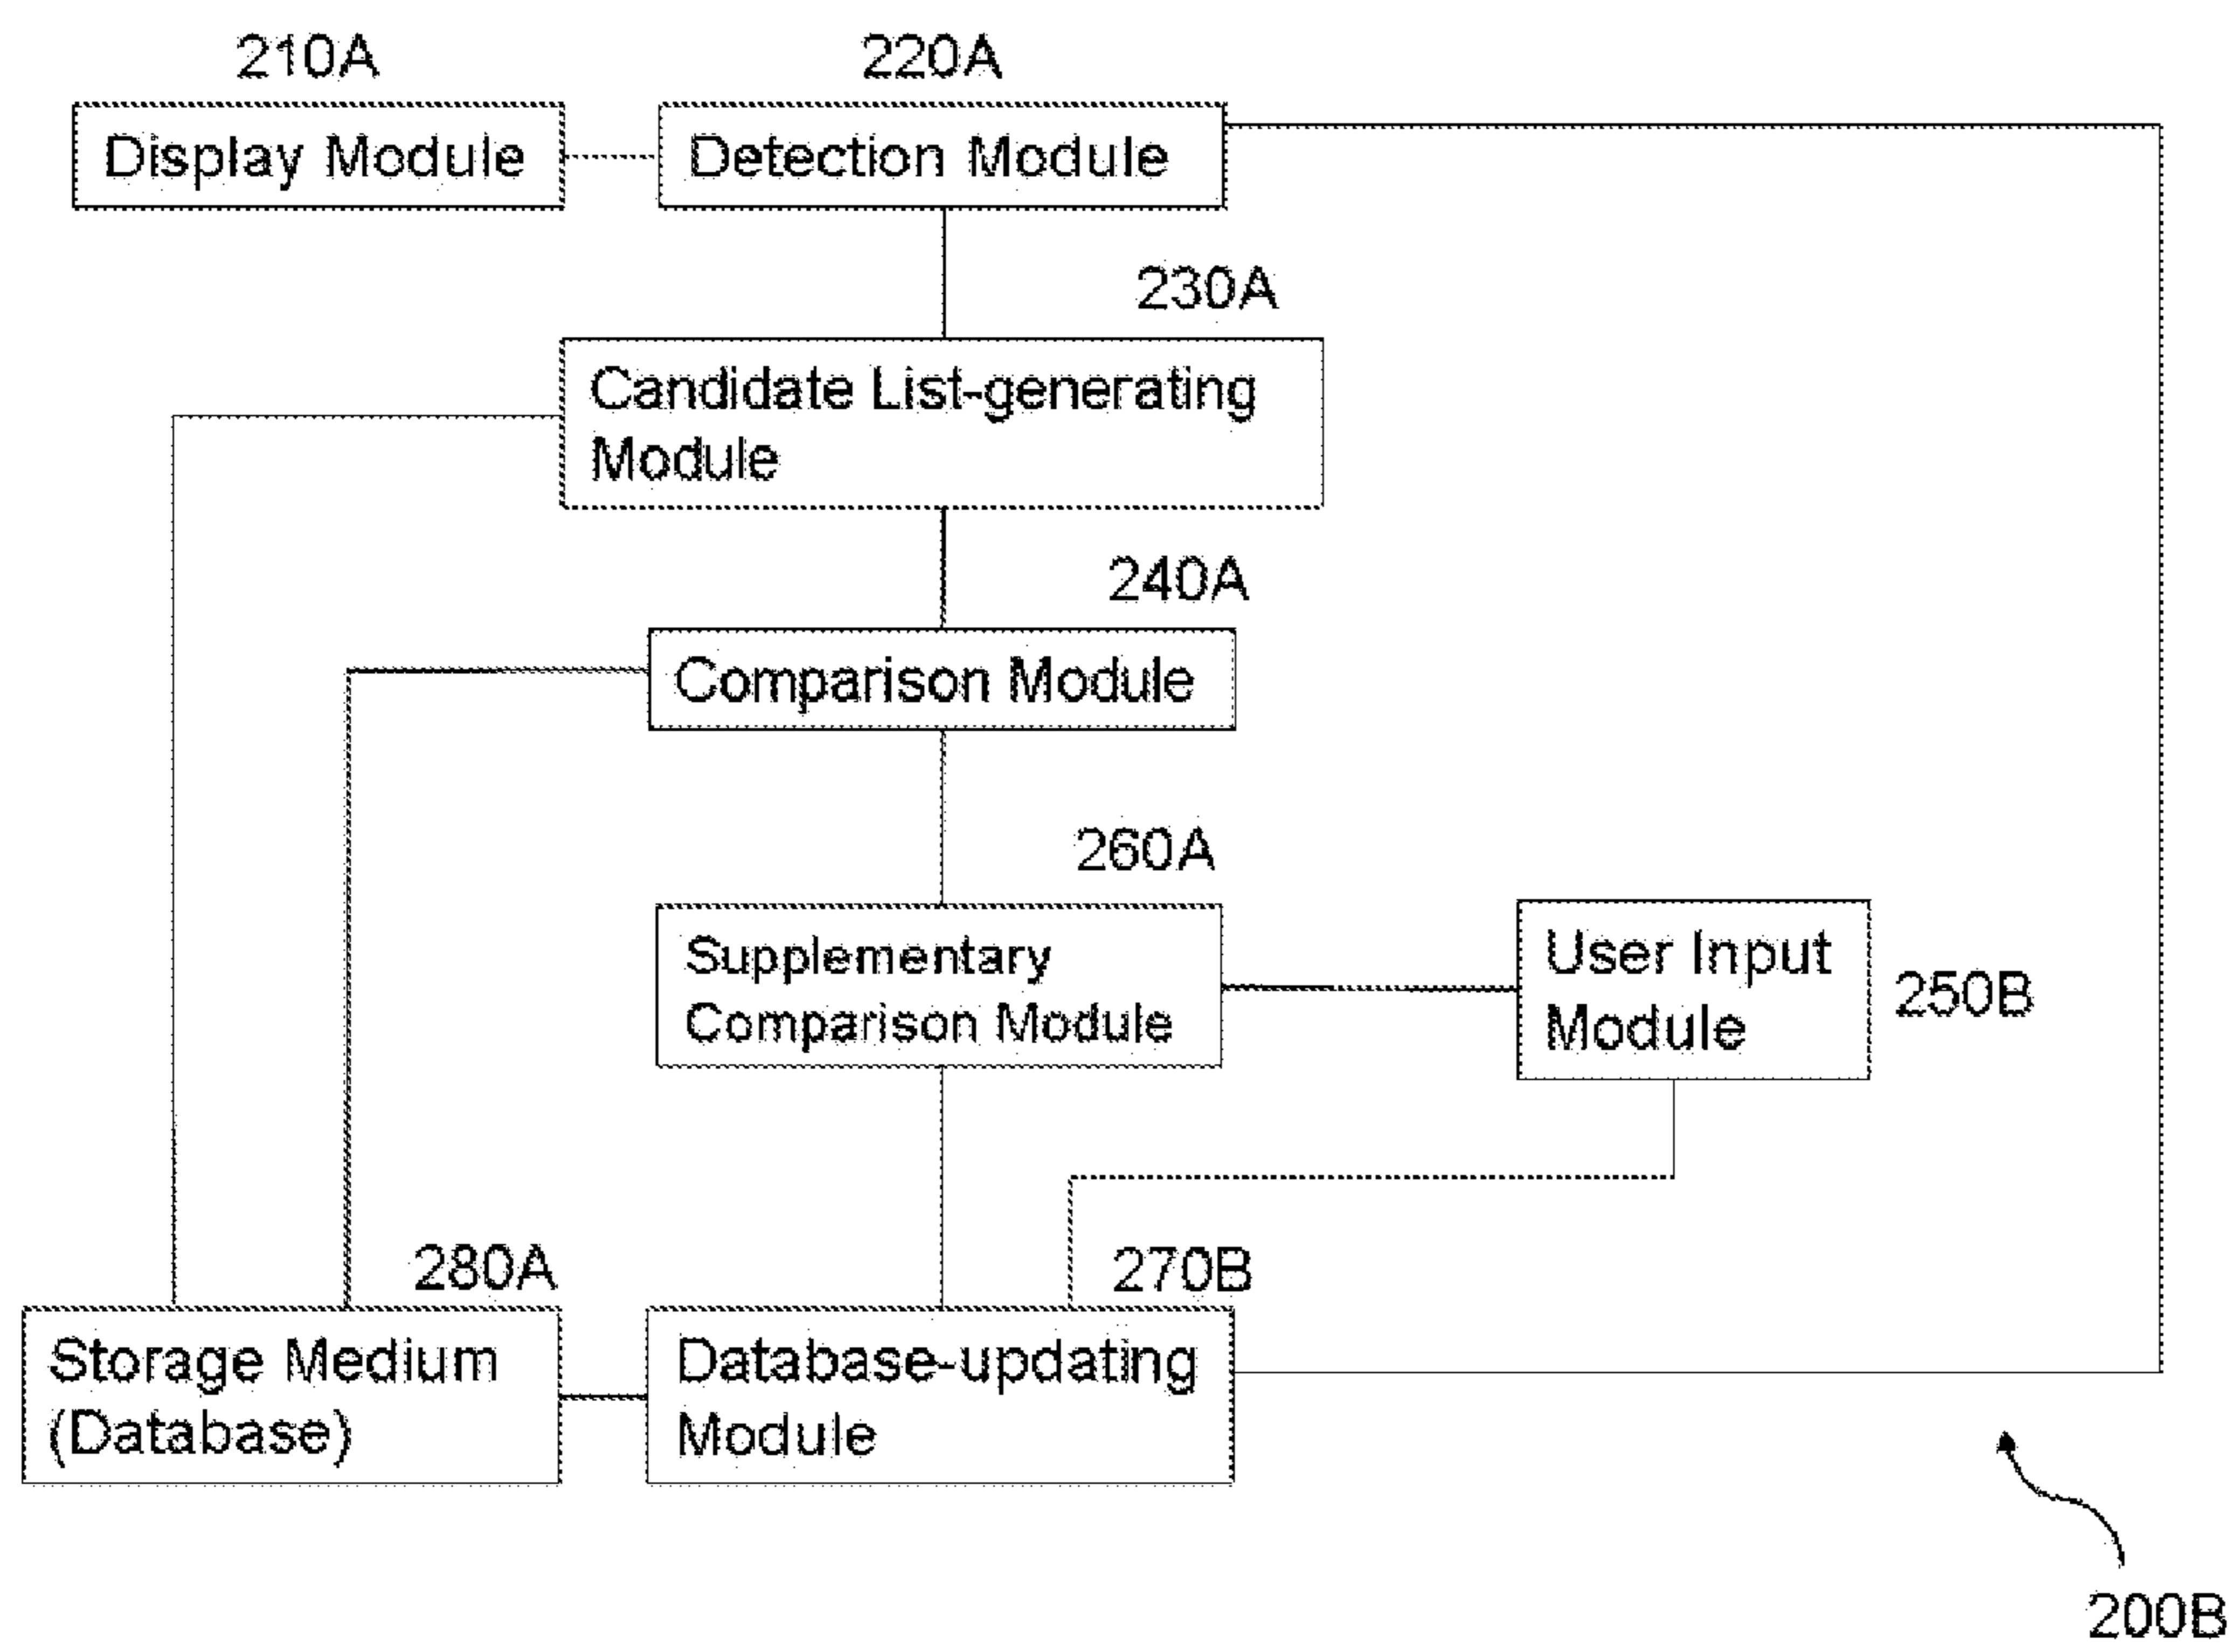 210A
220A
Display Module
Detection Module
230A
Candidate List-generating
Module
240A
Comparison Module
260A
Supplementary
Comparison Module
User Input
Module
250B
280A
270B
Storage Medium
(Database)
Database-updating
Module
200B